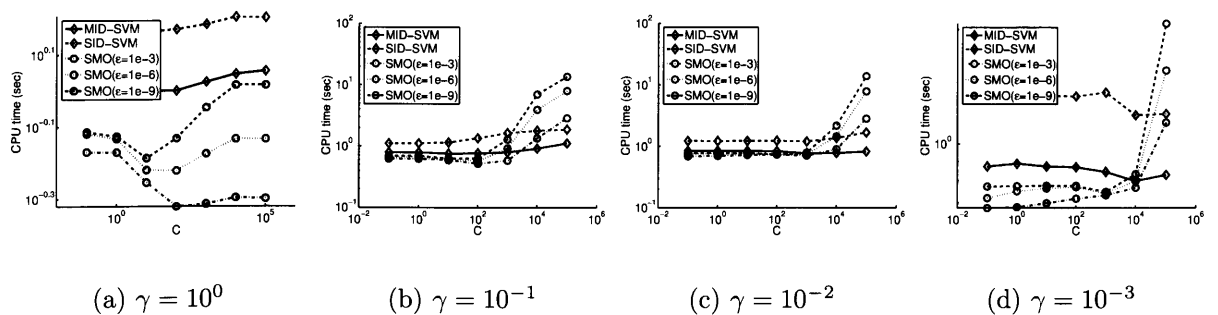 MID-SVM
SID-SVM
SMO(ε=1e-3)
SMO(ε=1e-6)
SMO(ε=1e-9)
CPU time (sec)
10^0.1
10^-0.1
10^-0.3
10^0
10^5
C
(a) γ = 10^0
MID-SVM
SID-SVM
SMO(ε=1e-3)
SMO(ε=1e-6)
SMO(ε=1e-9)
CPU time (sec)
10^2
10^1
10^0
10^-1
10^-2
10^0
10^2
10^4
10^6
C
(b) γ = 10^-1
MID-SVM
SID-SVM
SMO(ε=1e-3)
SMO(ε=1e-6)
SMO(ε=1e-9)
CPU time (sec)
10^2
10^1
10^0
10^-1
10^-2
10^0
10^2
10^4
10^6
C
(c) γ = 10^-2
MID-SVM
SID-SVM
SMO(ε=1e-3)
SMO(ε=1e-6)
SMO(ε=1e-9)
CPU time (sec)
10^0
10^-2
10^0
10^2
10^4
10^6
C
(d) γ = 10^-3